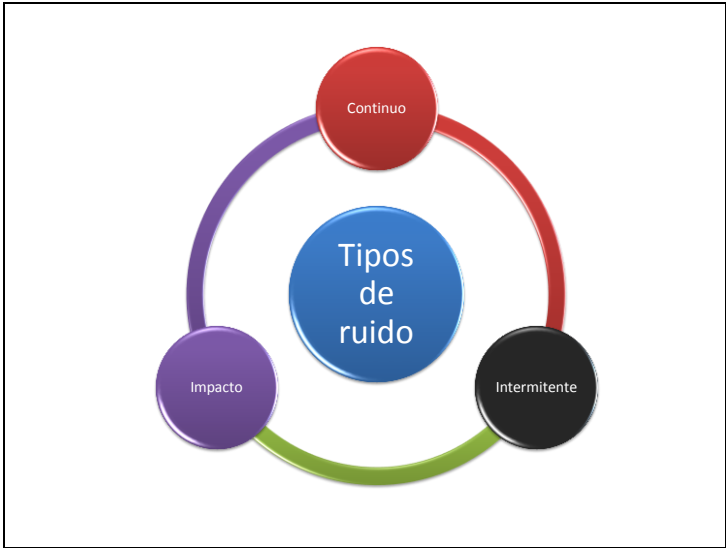 Continuo
Tipos
de
ruido
Impacto
Intermitente